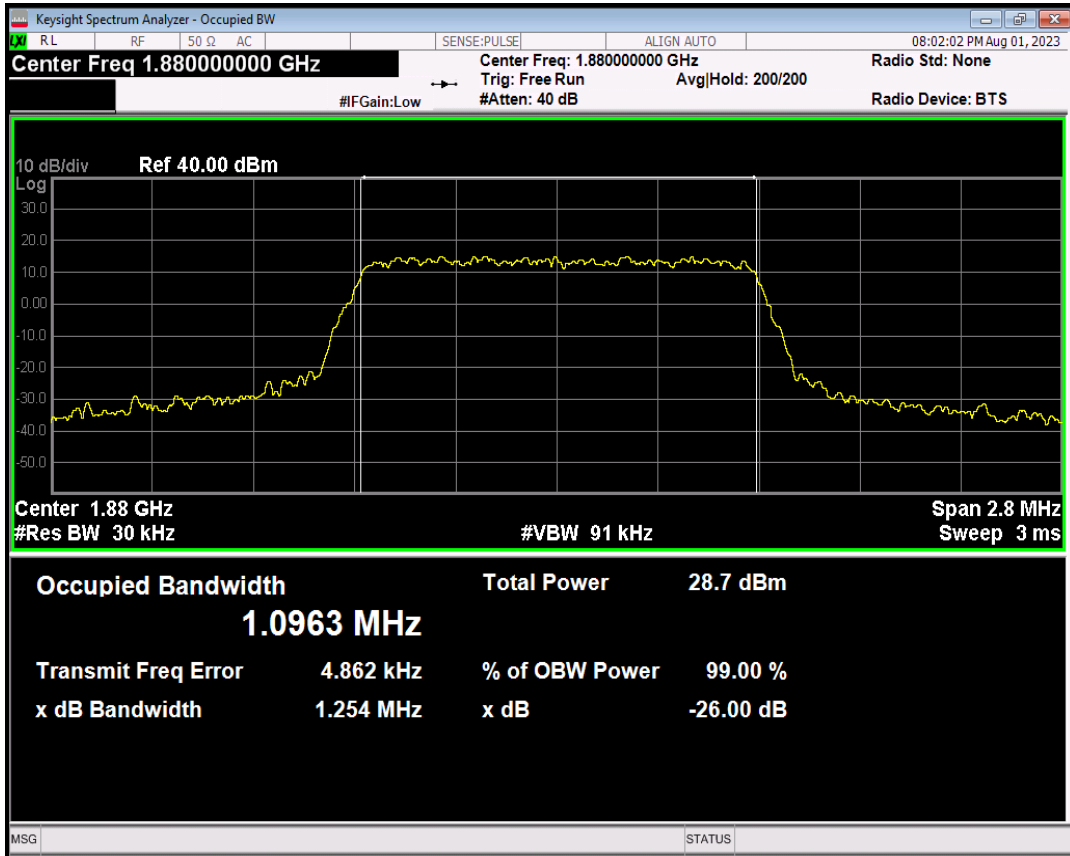 Keysight Spectrum Analyzer - Occupied BW
LXI RL RF 50 Ω AC SENSE:PULSE ALIGN AUTO 08:02:02 PM Aug 01, 2023
Center Freq 1.880000000 GHz Center Freq: 1.880000000 GHz Radio Std: None
Trig: Free Run Avg|Hold: 200/200
#IFGain:Low #Atten: 40 dB Radio Device: BTS
10 dB/div Ref 40.00 dBm
Log
30.0
20.0
10.0
0.00
-10.0
-20.0
-30.0
-40.0
-50.0
Center 1.88 GHz Span 2.8 MHz
#Res BW 30 kHz #VBW 91 kHz Sweep 3 ms
Occupied Bandwidth Total Power 28.7 dBm
1.0963 MHz
Transmit Freq Error 4.862 kHz % of OBW Power 99.00 %
x dB Bandwidth 1.254 MHz x dB -26.00 dB
MSG STATUS